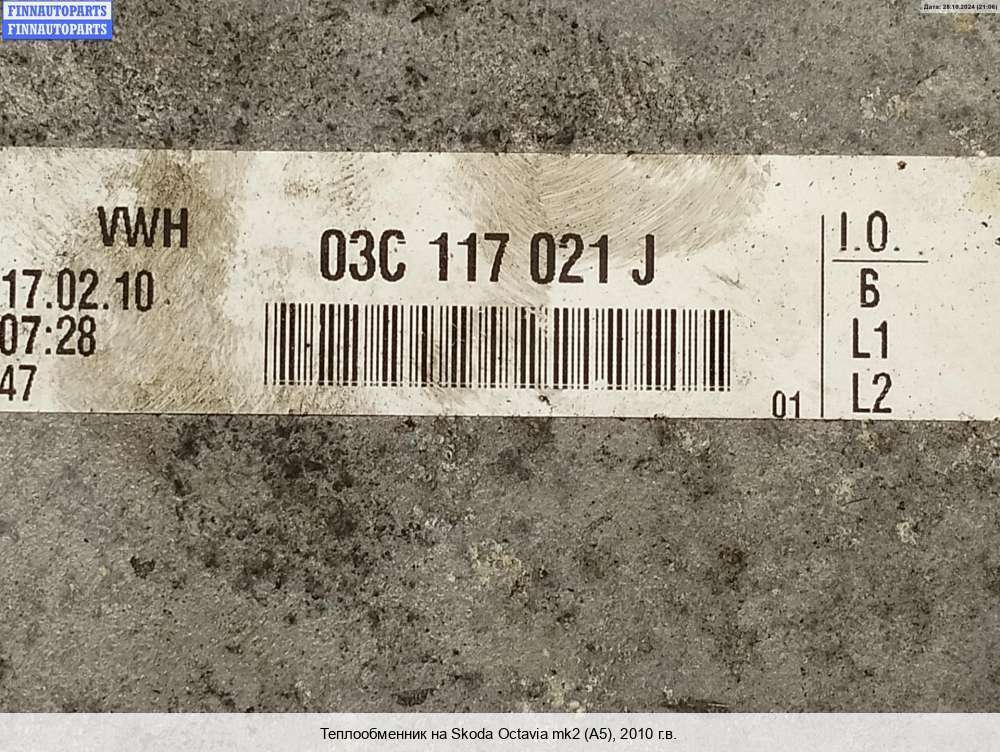 FINNAUTOPARTS
FINNAUTOPARTS
Дата: 28.10.2024 (21:06)
VWH
17.02.10
07:28
47
03C 117 021 J
01
I.O.
6
L1
L2
Теплообменник на Skoda Octavia mk2 (A5), 2010 г.в.